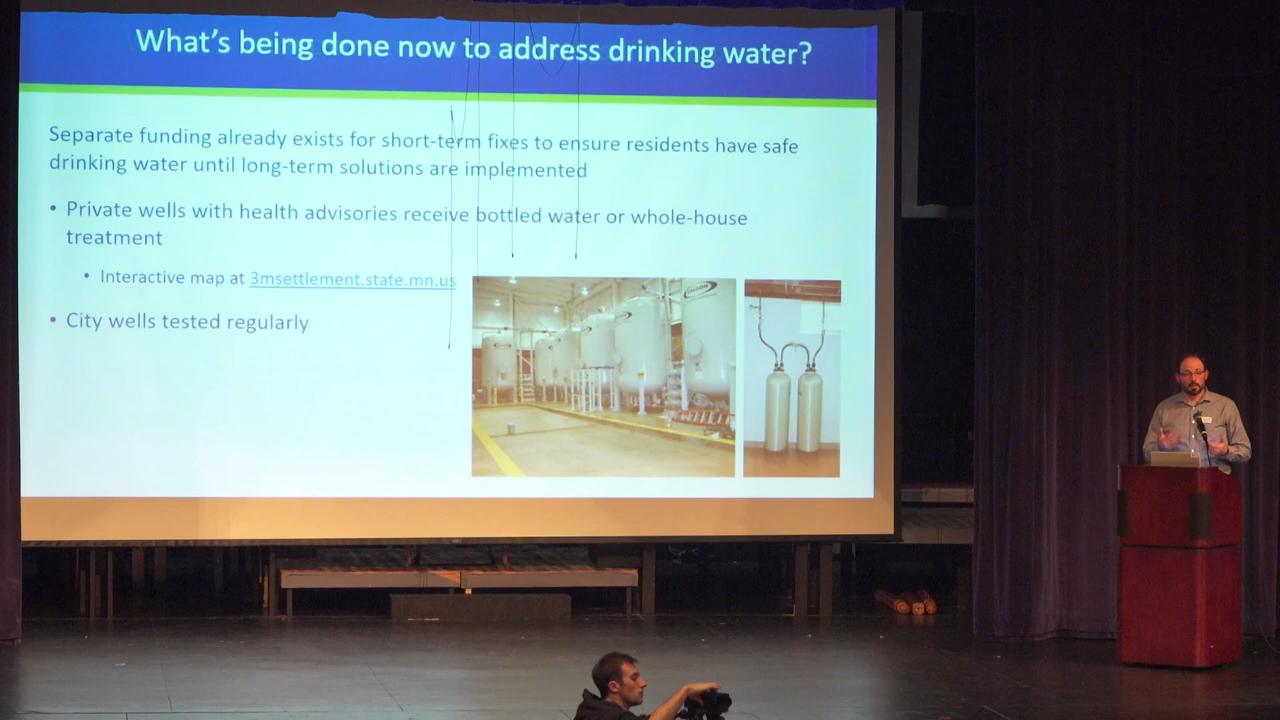 What's being done now to address drinking water?
Separate funding already exists for short-term fixes to ensure residents have safe
drinking water until long-term solutions are implemented
• Private wells with health advisories receive bottled water or whole-house
treatment
• Interactive map at 3msettlement.state.mn.us
• City wells tested regularly